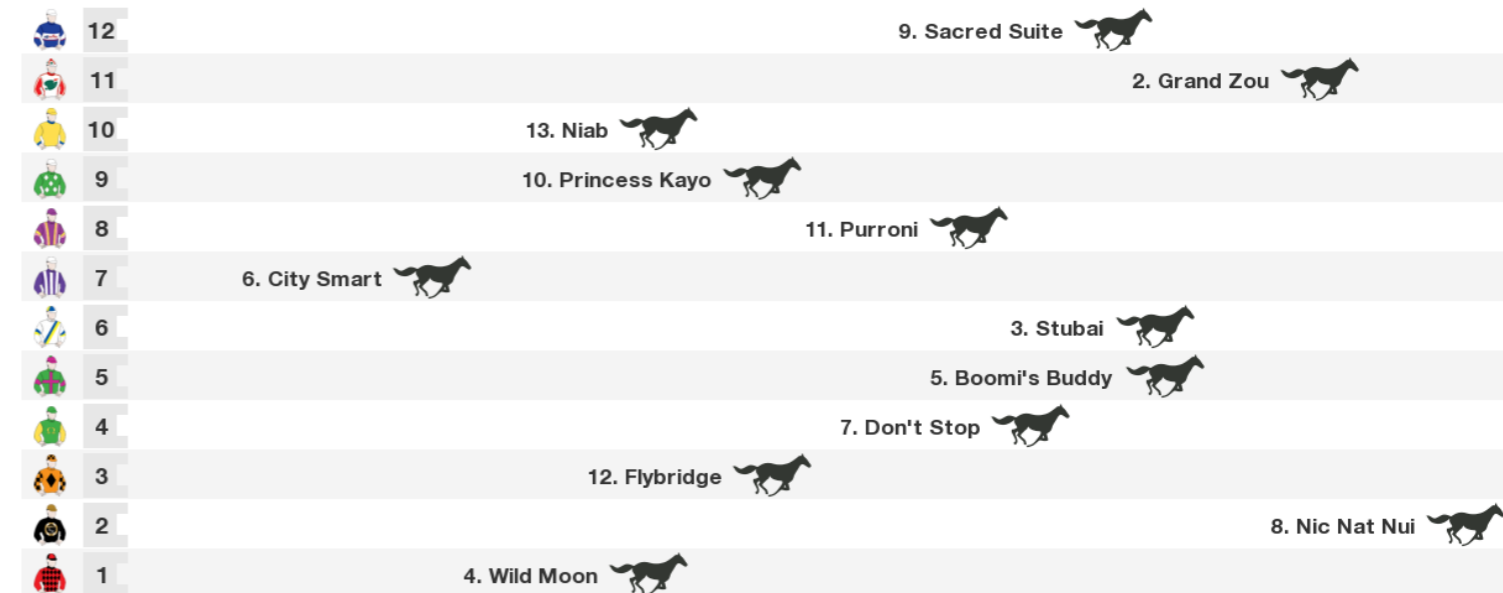 12 9. Sacred Suite
11 2. Grand Zou
10 13. Niab
9 10. Princess Kayo
8 11. Purroni
7 6. City Smart
6 3. Stubai
5 5. Boomi's Buddy
4 7. Don't Stop
3 12. Flybridge
2 8. Nic Nat Nui
1 4. Wild Moon